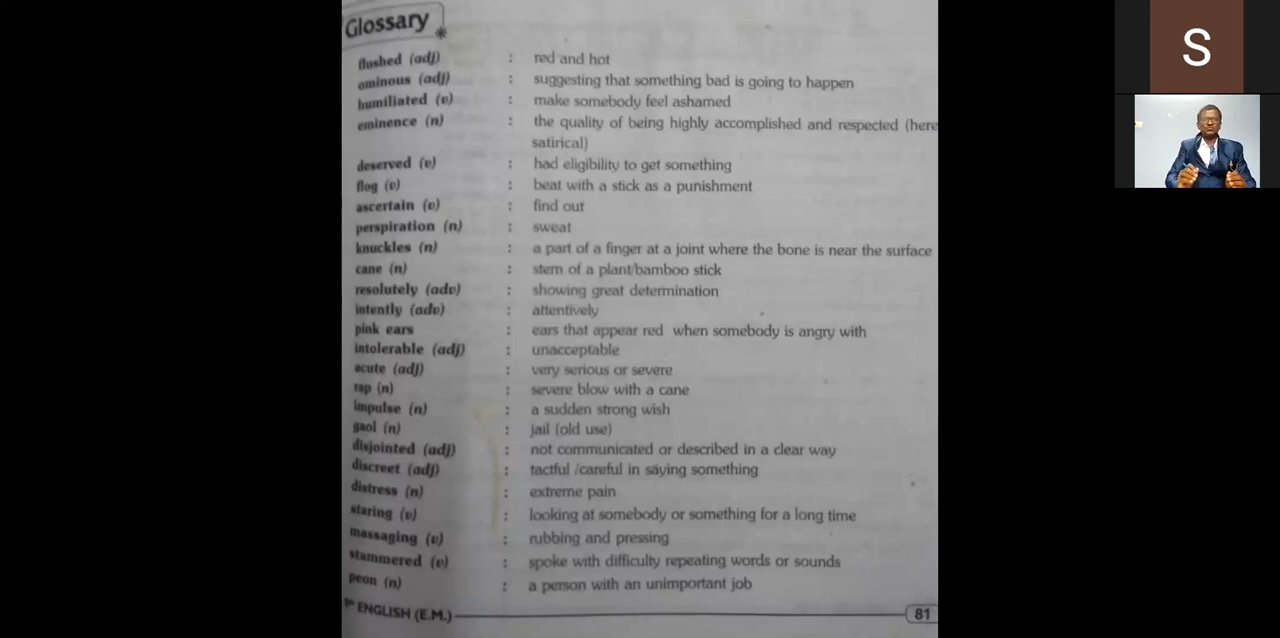 Glossary
flushed (adj) : red and hot
ominous (adj) : suggesting that something bad is going to happen
humiliated (v) : make somebody feel ashamed
eminence (n) : the quality of being highly accomplished and respected (here
satirical)
deserved (v) : had eligibility to get something
flog (v) : beat with a stick as a punishment
ascertain (v) : find out
perspiration (n) : sweat
knuckles (n) : a part of a finger at a joint where the bone is near the surface
cane (n) : stem of a plant/bamboo stick
resolutely (adv) : showing great determination
intently (adv) : attentively
pink ears : ears that appear red when somebody is angry with
intolerable (adj) : unacceptable
acute (adj) : very serious or severe
rap (n) : severe blow with a cane
impulse (n) : a sudden strong wish
gaol (n) : jail (old use)
disjointed (adj) : not communicated or described in a clear way
discreet (adj) : tactful /careful in saying something
distress (n) : extreme pain
staring (v) : looking at somebody or something for a long time
massaging (v) : rubbing and pressing
stammered (v) : spoke with difficulty repeating words or sounds
peon (n) : a person with an unimportant job
ENGLISH (E.M.) 81
S